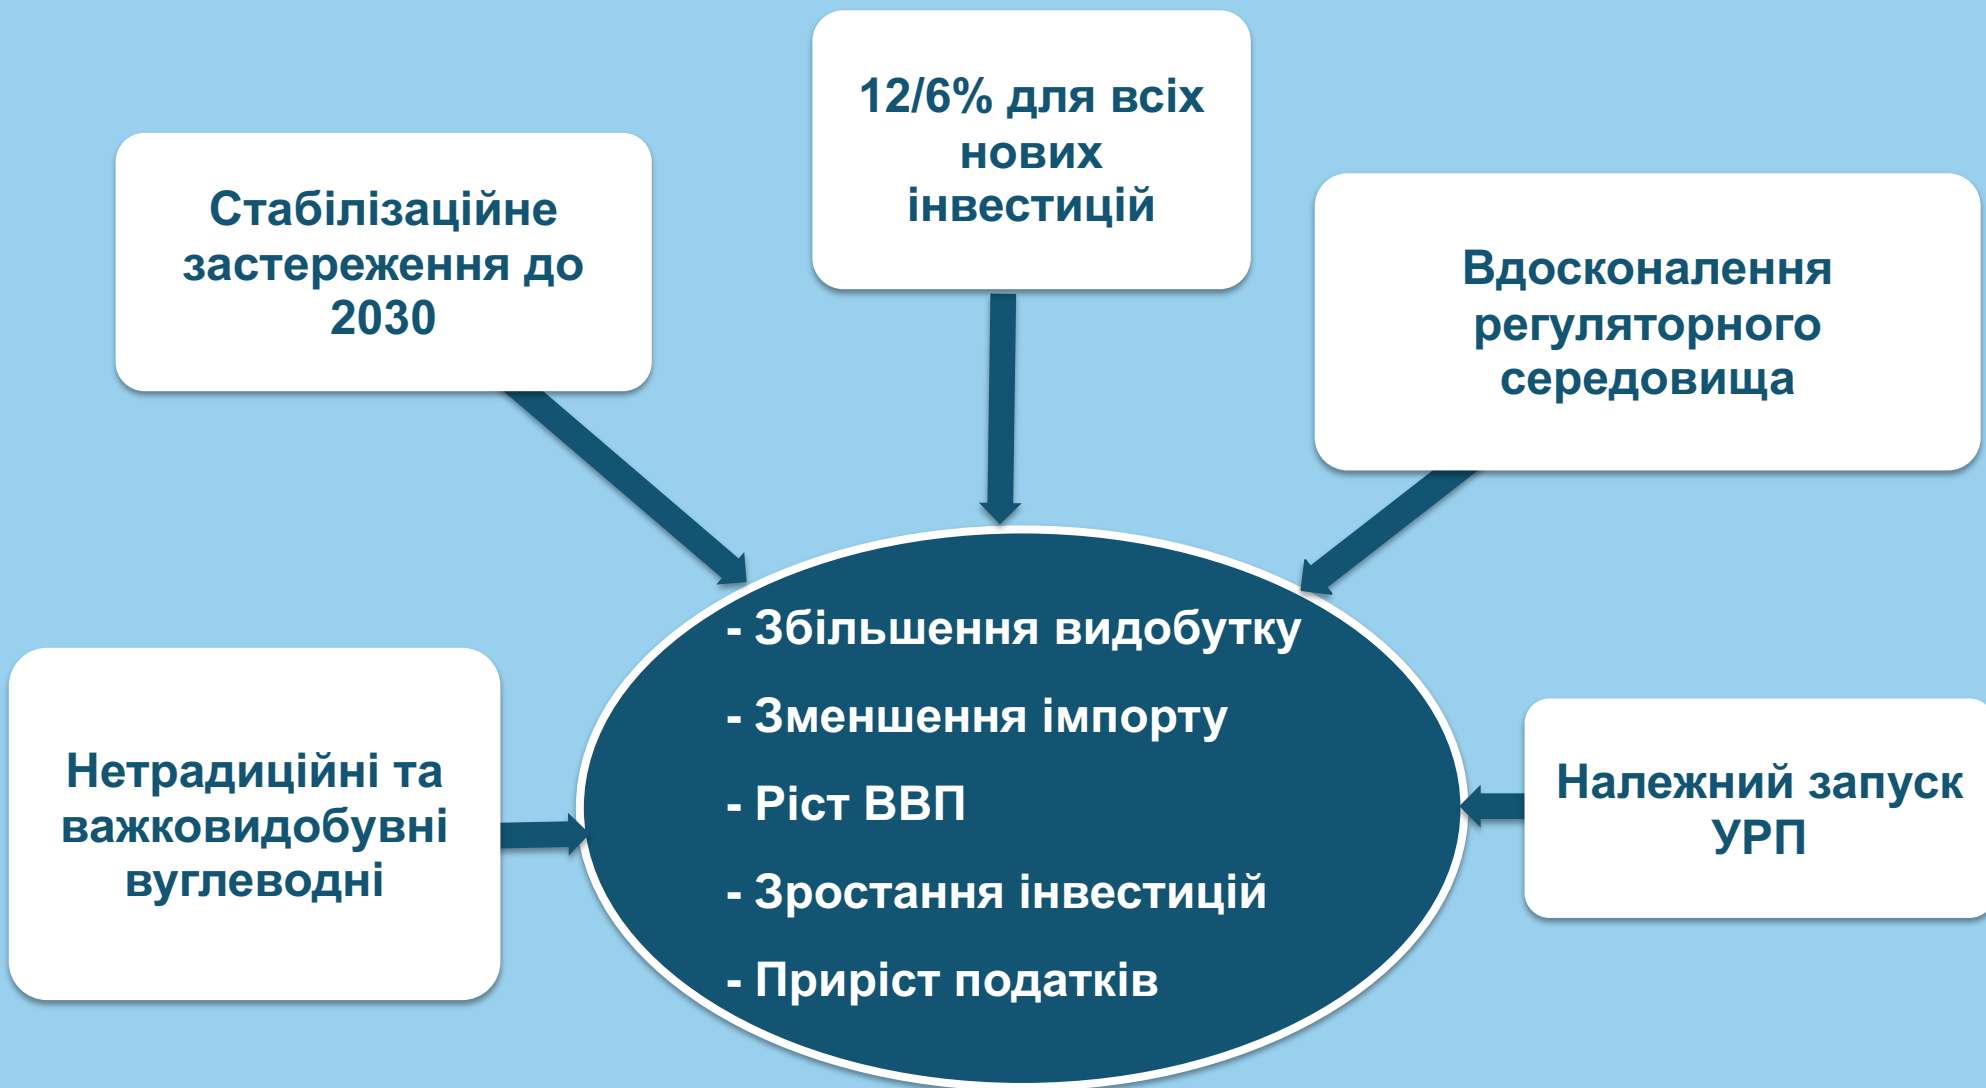 12/6% для всіх
нових
інвестицій
Стабілізаційне
застереження до
2030
Вдосконалення
регуляторного
середовища
Нетрадиційні та
важковидобувні
вуглеводні
- Збільшення видобутку
- Зменшення імпорту
- Ріст ВВП
- Зростання інвестицій
- Приріст податків
Належний запуск
УРП